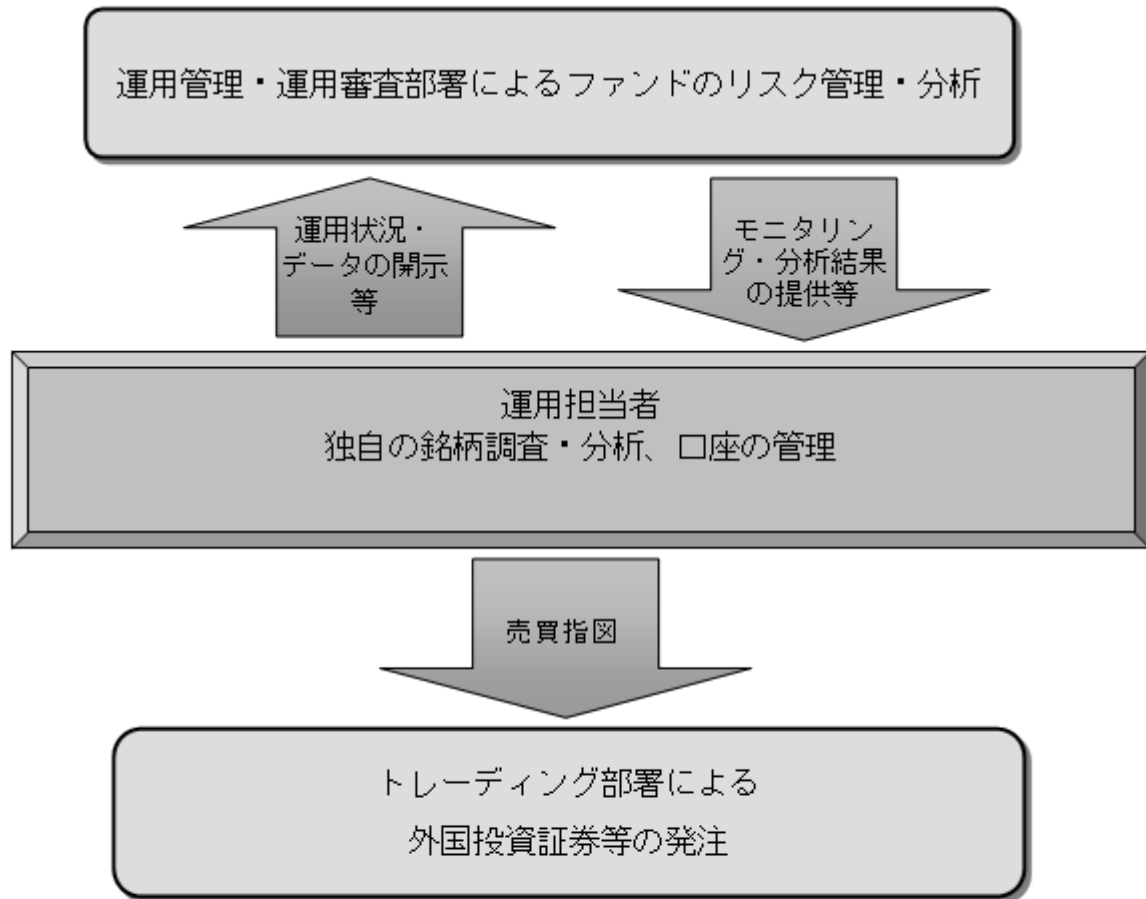 運用管理・運用審査部署によるファンドのリスク管理・分析
運用状況・
データの開示
等
モニタリン
グ・分析結果
の提供等
運用担当者
独自の銘柄調査・分析、口座の管理
売買指図
トレーディング部署による
外国投資証券等の発注